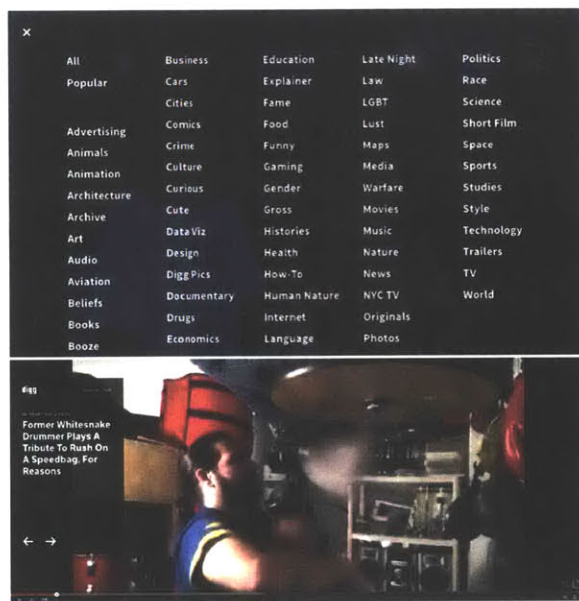 ×
All
Popular
Advertising
Animals
Animation
Architecture
Archive
Art
Audio
Aviation
Beliefs
Books
Booze
Business
Cars
Cities
Comics
Crime
Culture
Curious
Cute
Data Viz
Design
Digg Pics
Documentary
Drugs
Economics
Education
Explainer
Fame
Food
Funny
Gaming
Gender
Gross
Histories
Health
How-To
Human Nature
Internet
Language
Late Night
Law
LGBT
Lust
Maps
Media
Warfare
Movies
Music
Nature
News
NYC TV
Originals
Photos
Politics
Race
Science
Short Film
Space
Sports
Studies
Style
Technology
Trailers
TV
World
digg
Former Whitesnake
Drummer Plays A
Tribute To Rush On
A Speedbag, For
Reasons
← →